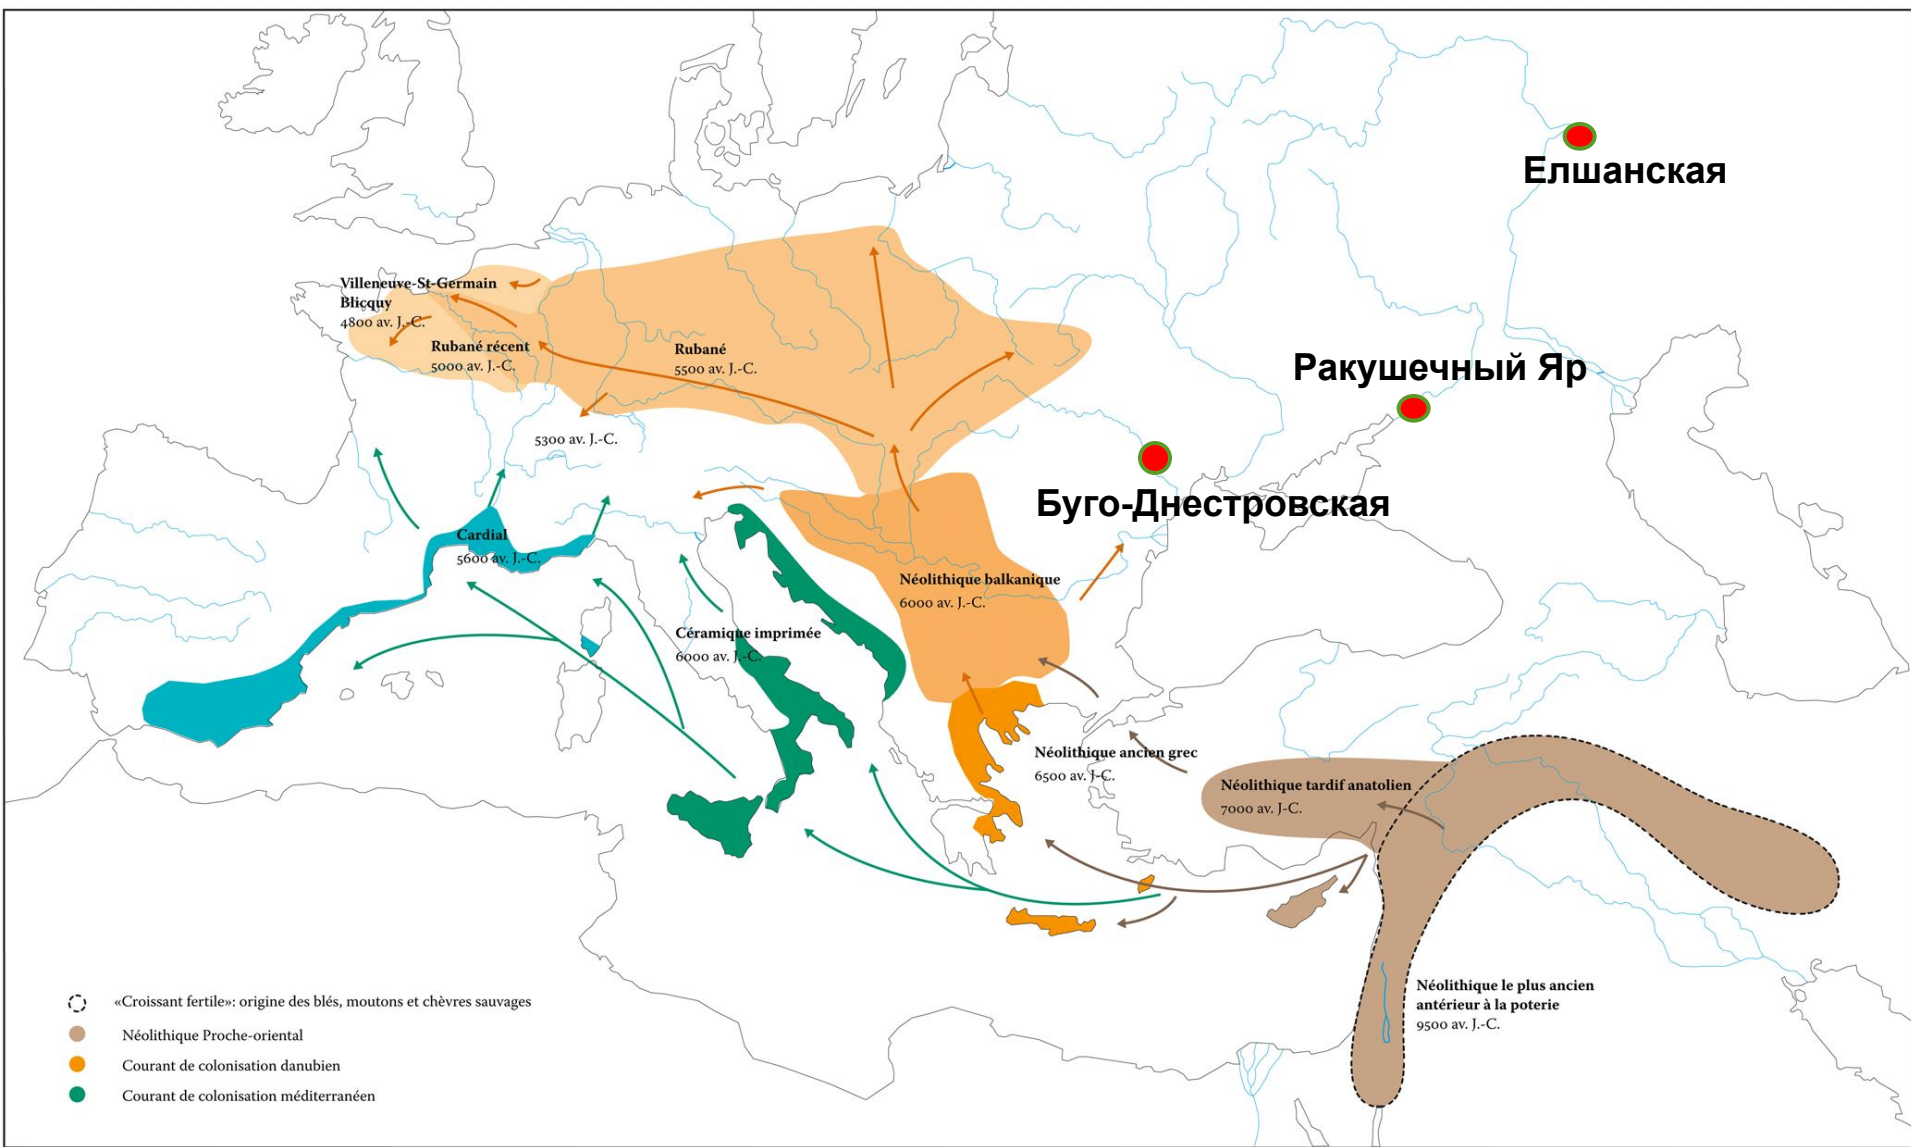 Елшанская
Villeneuve-St-Germain
Blicquy
4800 av. J.-C.
Rubané récent
5000 av. J.-C.
Rubané
5500 av. J.-C.
Ракушечный Яр
5300 av. J.-C.
Буго-Днестровская
Cardial
5600 av. J.-C.
Néolithique balkanique
6000 av. J.-C.
Céramique imprimée
6000 av. J.-C.
Néolithique ancien grec
6500 av. J-C.
Néolithique tardif anatolien
7000 av. J-C.
Néolithique le plus ancien
antérieur à la poterie
9500 av. J.-C.
«Croissant fertile»: origine des blés, moutons et chèvres sauvages
Néolithique Proche-oriental
Courant de colonisation danubien
Courant de colonisation méditerranéen